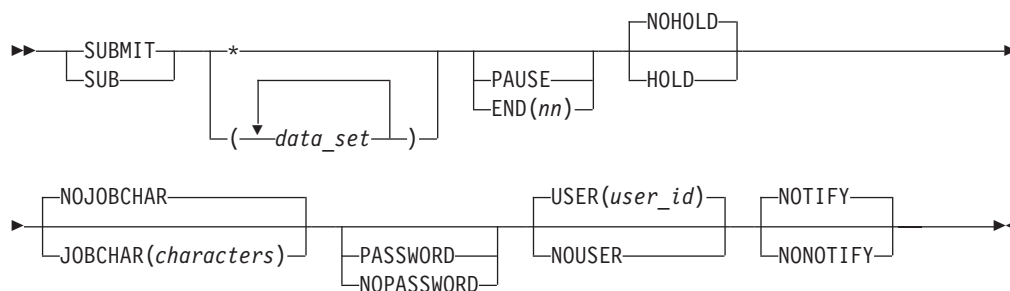 NOHOLD
SUBMIT * PAUSE HOLD
SUB END(nn)
( data_set )
NOJOBCHAR USER(user_id) NOTIFY
JOBCHAR(characters) PASSWORD NOUSER NONOTIFY
NOPASSWORD